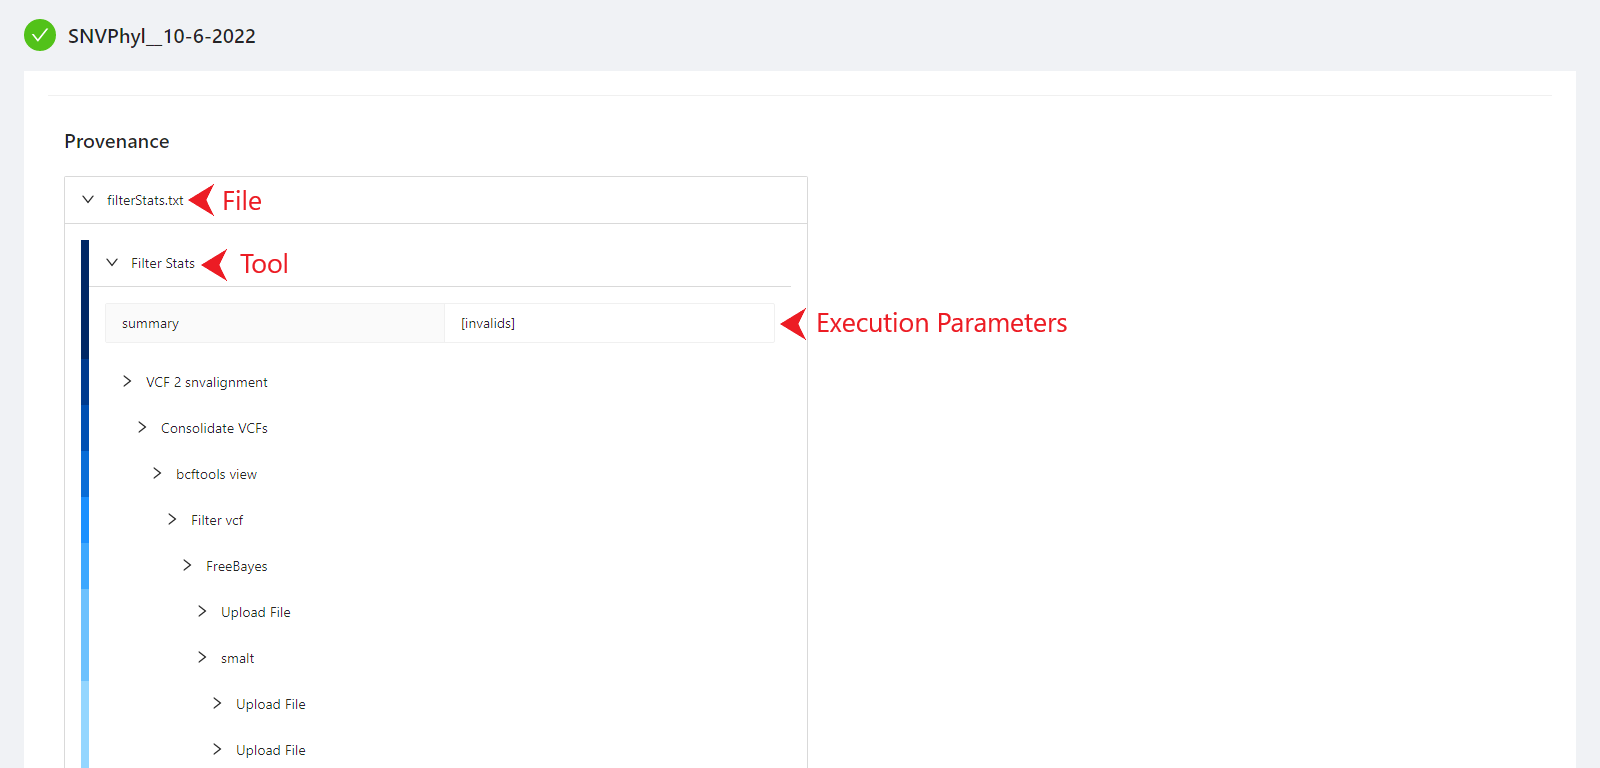 SNVPhyl__10-6-2022
Provenance
filterStats.txt File
Filter Stats Tool
summary [invalids] Execution Parameters
VCF 2 snvalignment
Consolidate VCFs
bcftools view
Filter vcf
FreeBayes
Upload File
smalt
Upload File
Upload File